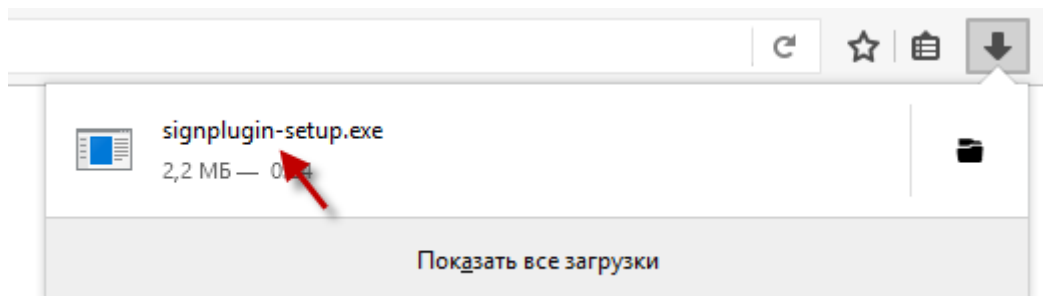 signplugin-setup.exe
2,2 МБ —
Показать все загрузки